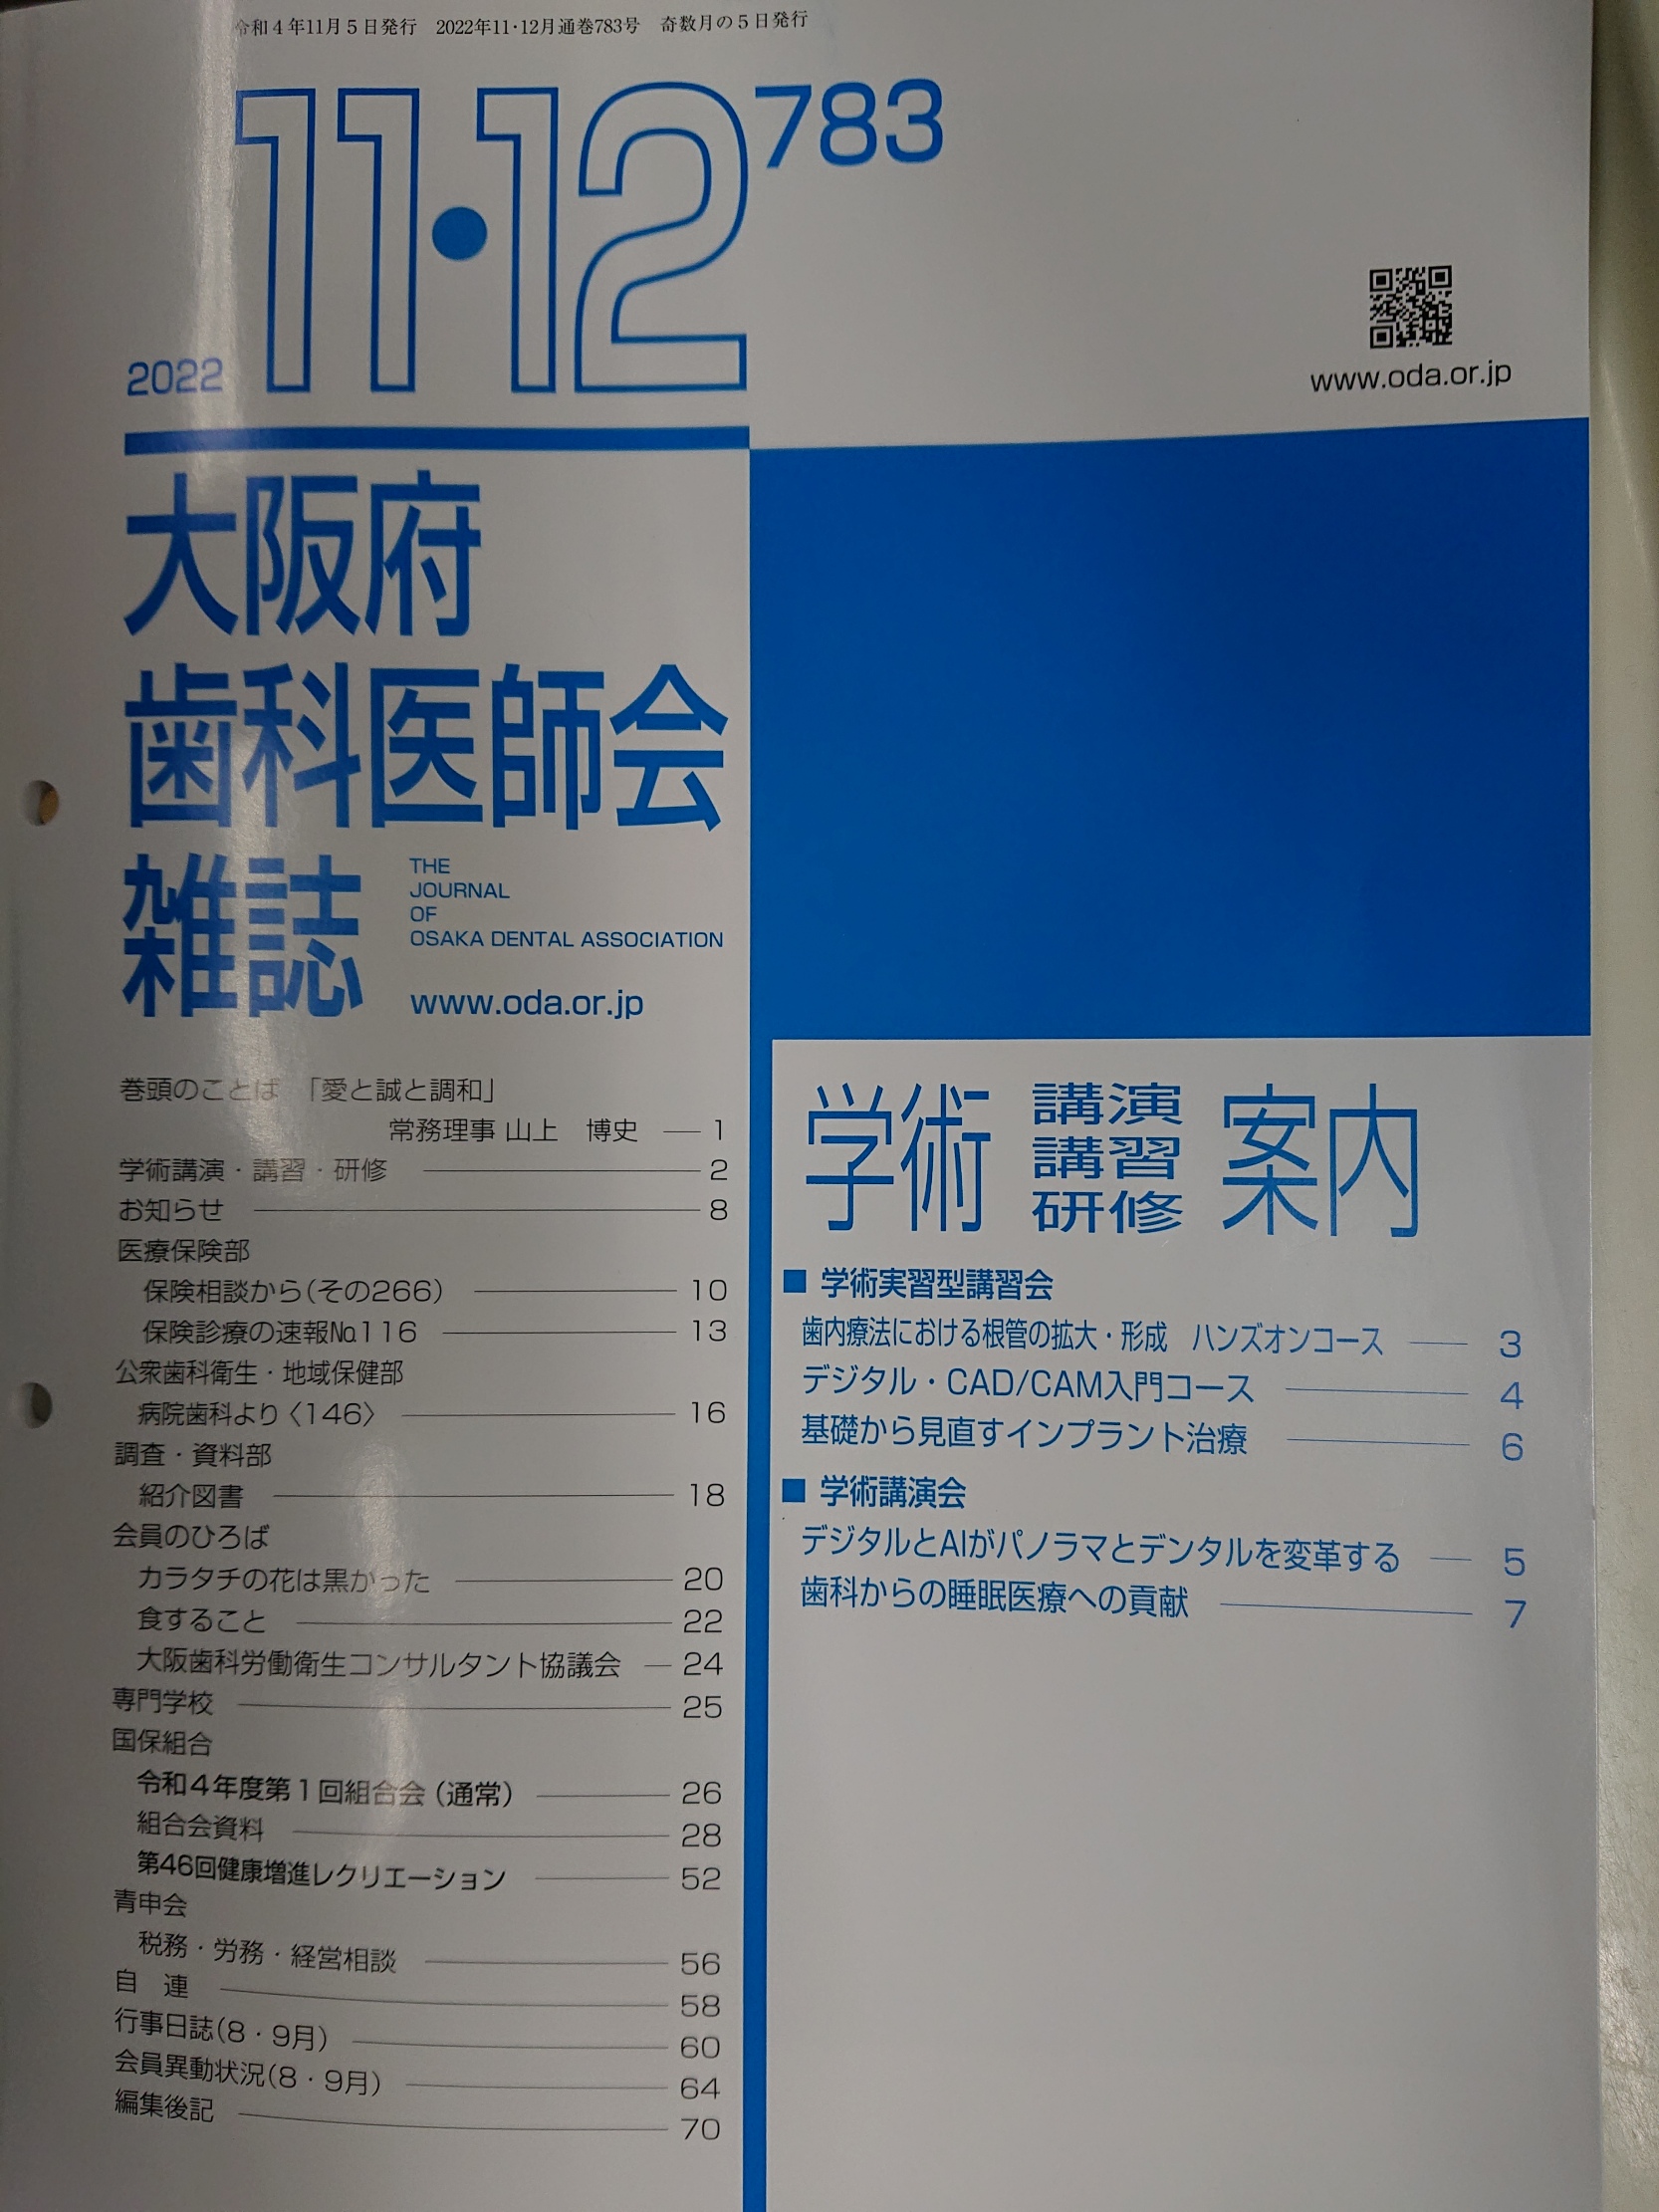 令和４年11月５日発行　2022年11･12月通巻783号　奇数月の５日発行
11・12 783
2022
www.oda.or.jp
大阪府
歯科医師会
雑誌
THE
JOURNAL
OF
OSAKA DENTAL ASSOCIATION
www.oda.or.jp
巻頭のことば　「愛と誠と調和」
常務理事 山上　博史 1
学術講演・講習・研修 2
お知らせ 8
医療保険部
保険相談から（その266） 10
保険診療の速報№116 13
公衆歯科衛生・地域保健部
病院歯科より〈146〉 16
調査・資料部
紹介図書 18
会員のひろば
カラタチの花は黒かった 20
食すること 22
大阪歯科労働衛生コンサルタント協議会 24
専門学校 25
国保組合
令和４年度第１回組合会（通常） 26
組合会資料 28
第46回健康増進レクリエーション 52
青申会
税務・労務・経営相談 56
自　連 58
行事日誌（8・9月） 60
会員異動状況（8・9月） 64
編集後記 70
学術 講演 講習 研修 案内
■ 学術実習型講習会
歯内療法における根管の拡大・形成　ハンズオンコース 3
デジタル・CAD/CAM入門コース 4
基礎から見直すインプラント治療 6
■ 学術講演会
デジタルとAIがパノラマとデンタルを変革する 5
歯科からの睡眠医療への貢献 7